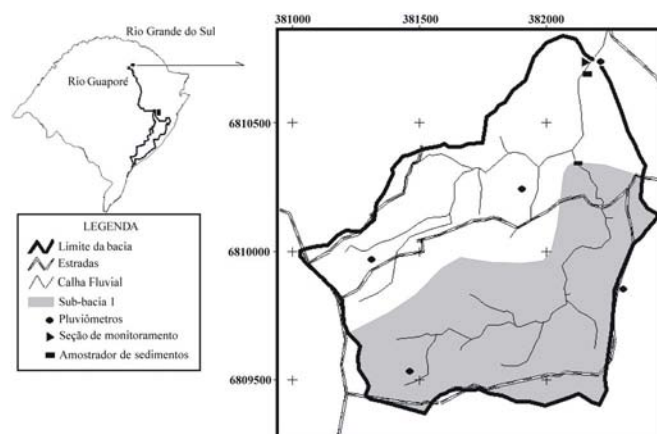 Rio Grande do Sul
Rio Guaporé
LEGENDA
Limite da bacia
Estradas
Calha Fluvial
Sub-bacia 1
Pluviômetros
Seção de monitoramento
Amostrador de sedimentos
381000 381500 382000
6810500
6810000
6809500